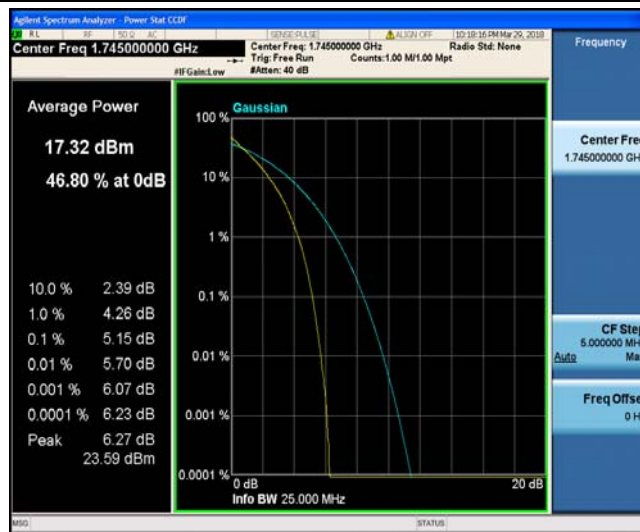 Agilent Spectrum Analyzer - Power Stat CCDF
RL RF 50 Ω AC SENSE:PULSE ALIGN OFF 10:18:16 PM Mar 29, 2018
Center Freq 1.745000000 GHz Center Freq: 1.745000000 GHz Radio Std: None
Trig: Free Run Counts:1.00 M/1.00 Mpt
#IFGain:Low #Atten: 40 dB
Frequency
Average Power
17.32 dBm
46.80 % at 0dB
10.0 % 2.39 dB
1.0 % 4.26 dB
0.1 % 5.15 dB
0.01 % 5.70 dB
0.001 % 6.07 dB
0.0001 % 6.23 dB
Peak 6.27 dB
23.59 dBm
Gaussian
100 %
10 %
1 %
0.1 %
0.01 %
0.001 %
0.0001 %
0 dB 20 dB
Info BW 25.000 MHz
Center Fre
1.745000000 GH
CF Step
5.000000 MH
Auto Ma
Freq Offse
0 H
MSG STATUS